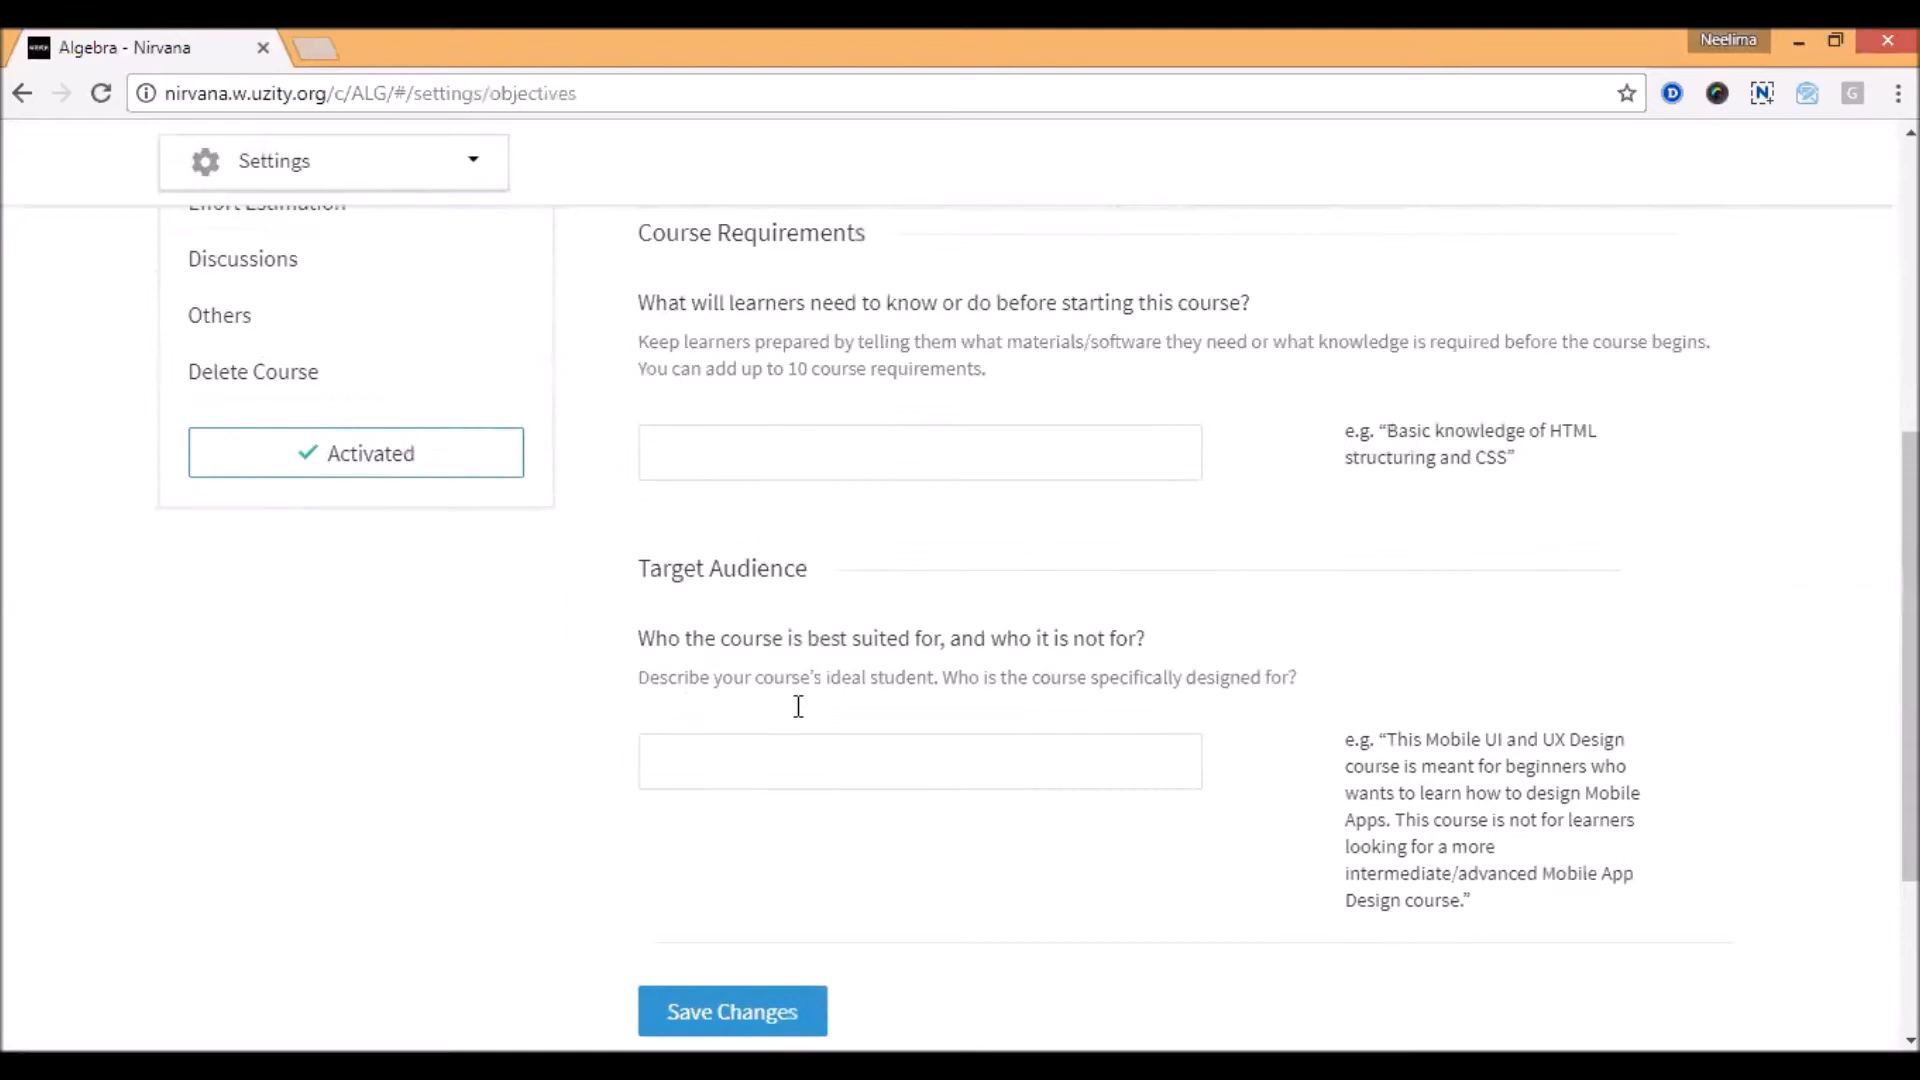 Algebra - Nirvana
Neelima
nirvana.w.uzity.org/c/ALG/#/settings/objectives
D
N
G
Settings
Effort Estimation
Discussions
Others
Delete Course
Activated
Course Requirements
What will learners need to know or do before starting this course?
Keep learners prepared by telling them what materials/software they need or what knowledge is required before the course begins.
You can add up to 10 course requirements.
e.g. “Basic knowledge of HTML
structuring and CSS”
Target Audience
Who the course is best suited for, and who it is not for?
Describe your course’s ideal student. Who is the course specifically designed for?
e.g. “This Mobile UI and UX Design
course is meant for beginners who
wants to learn how to design Mobile
Apps. This course is not for learners
looking for a more
intermediate/advanced Mobile App
Design course.”
Save Changes